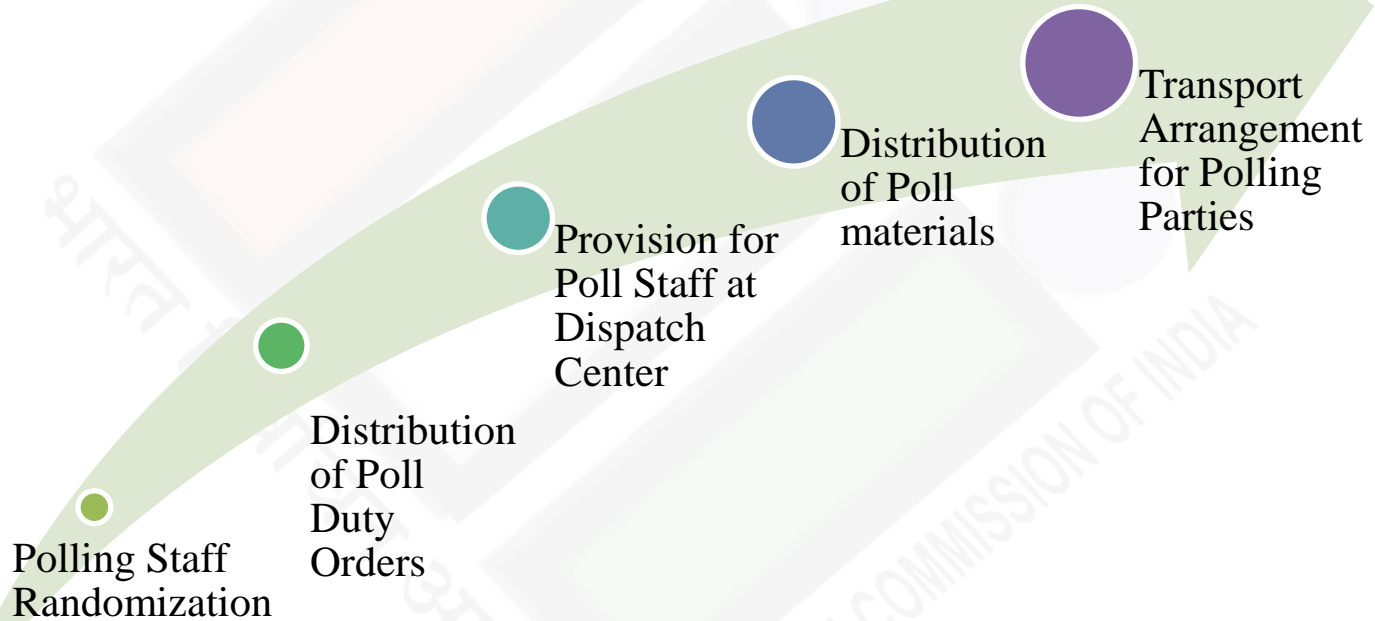 Polling Staff
Randomization
Distribution
of Poll
Duty
Orders
Provision for
Poll Staff at
Dispatch
Center
Distribution
of Poll
materials
Transport
Arrangement
for Polling
Parties
भारत
COMMISSION OF INDIA